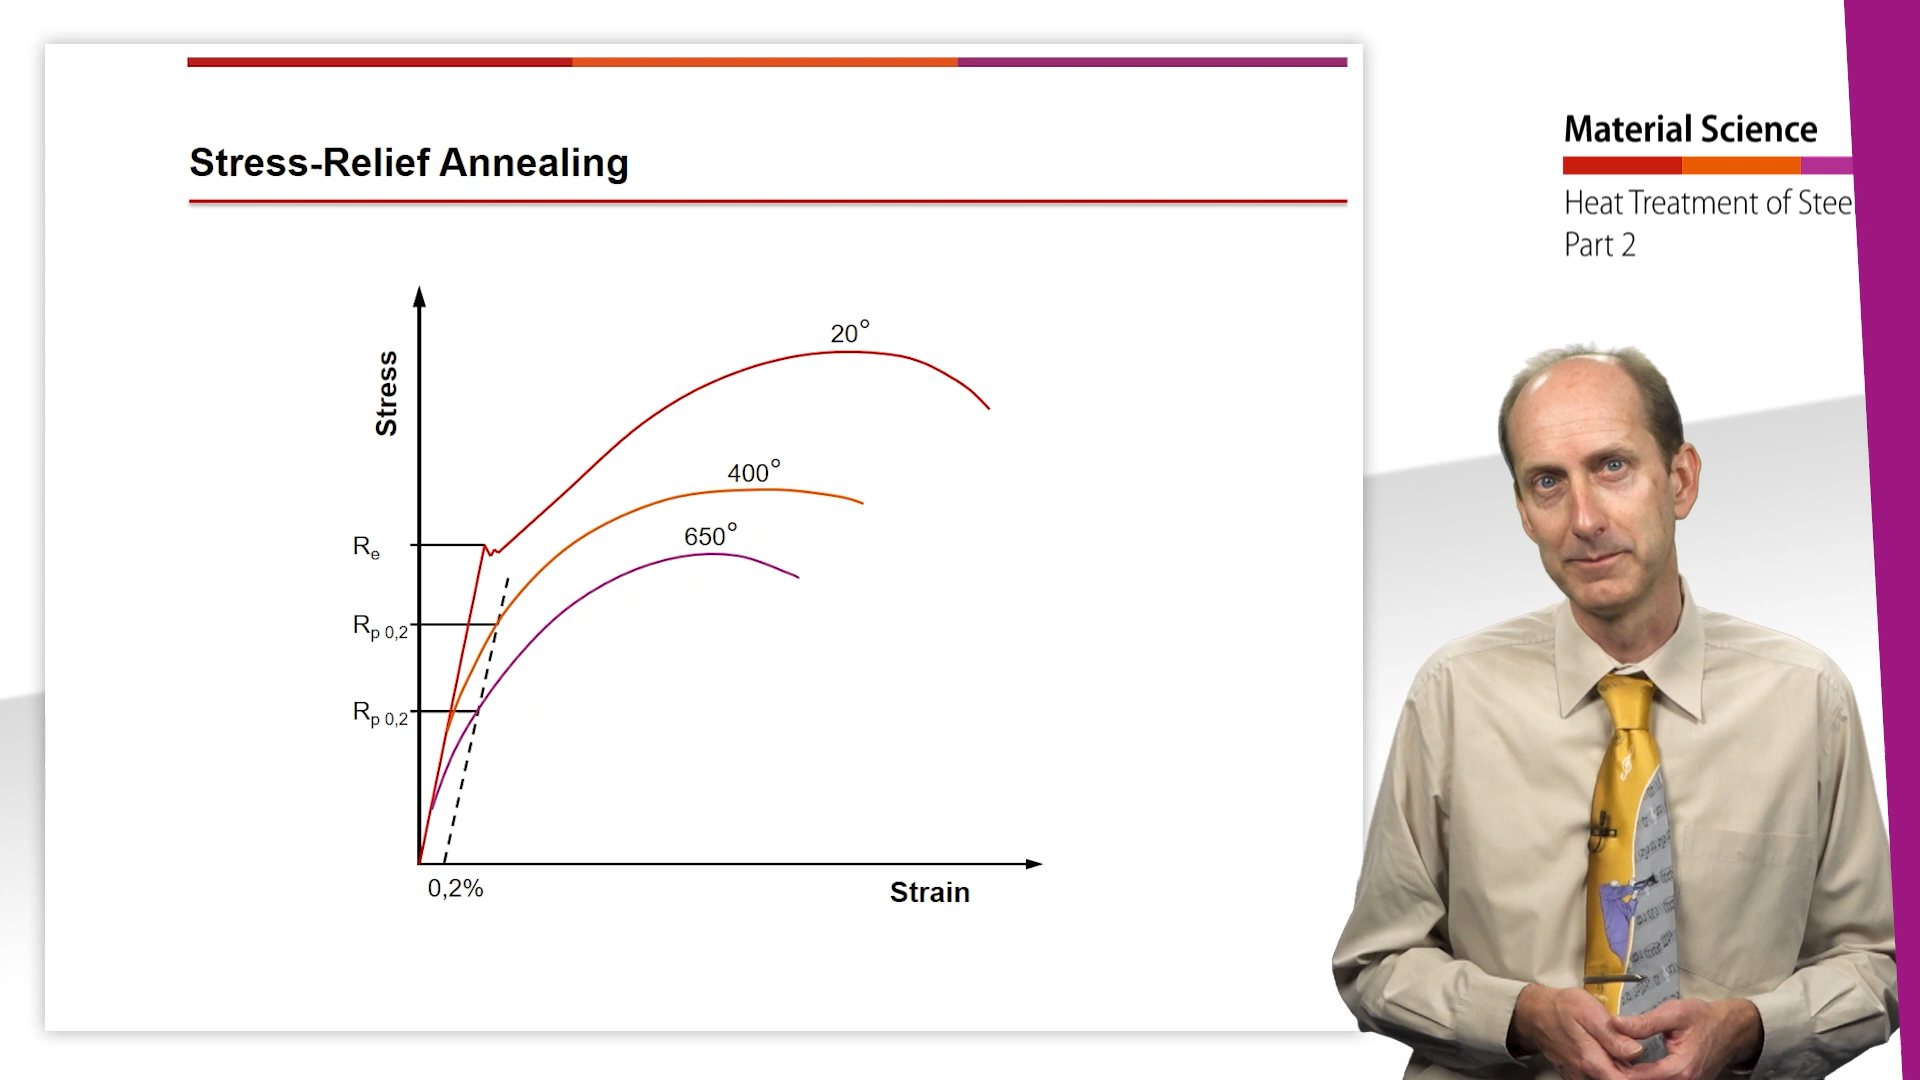 Stress-Relief Annealing
Material Science
Heat Treatment of Stee
Part 2
Stress
20°
400°
650°
Re
Rp 0,2
Rp 0,2
0,2%
Strain